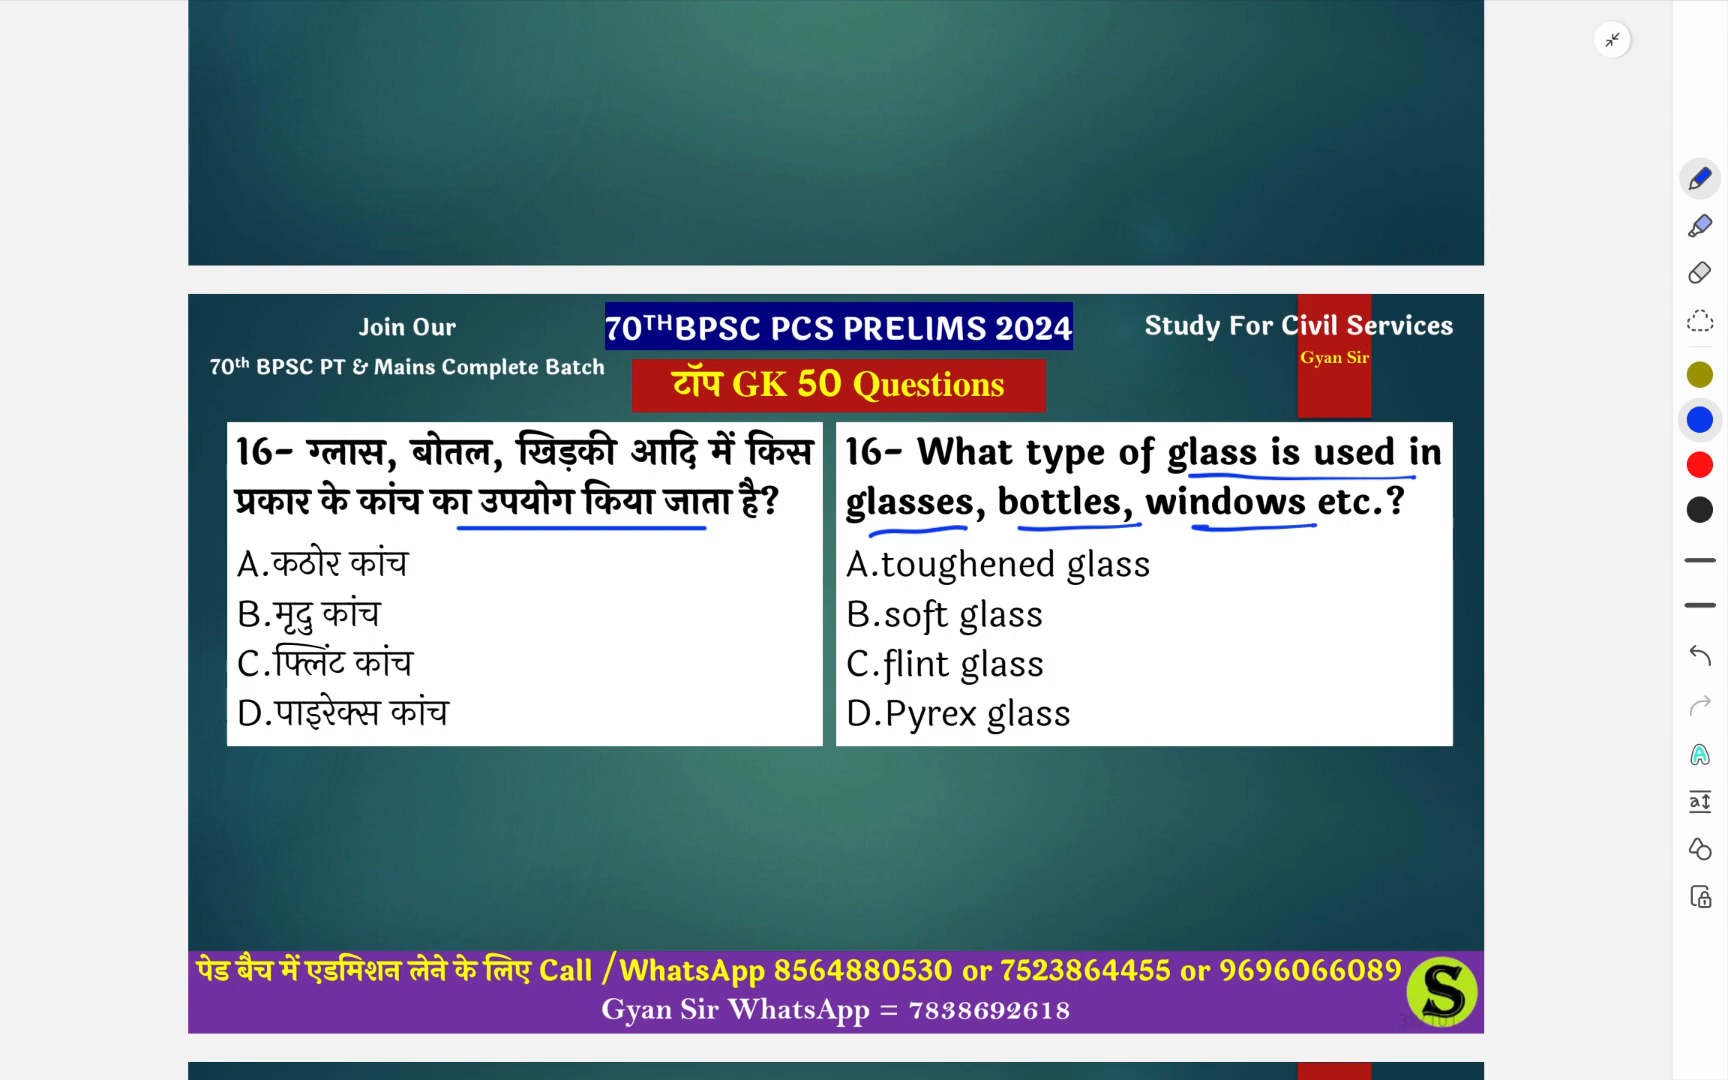 Join Our
70th BPSC PT & Mains Complete Batch
70THBPSC PCS PRELIMS 2024
टॉप GK 50 Questions
Study For Civil Services
Gyan Sir
16- ग्लास, बोतल, खिड़की आदि में किस
प्रकार के कांच का उपयोग किया जाता है?
A.कठोर कांच
B.मृदु कांच
C.फ्लिंट कांच
D.पाइरेक्स कांच
16- What type of glass is used in
glasses, bottles, windows etc.?
A.toughened glass
B.soft glass
C.flint glass
D.Pyrex glass
पेड बैच में एडमिशन लेने के लिए Call /WhatsApp 8564880530 or 7523864455 or 9696066089
Gyan Sir WhatsApp = 7838692618
S